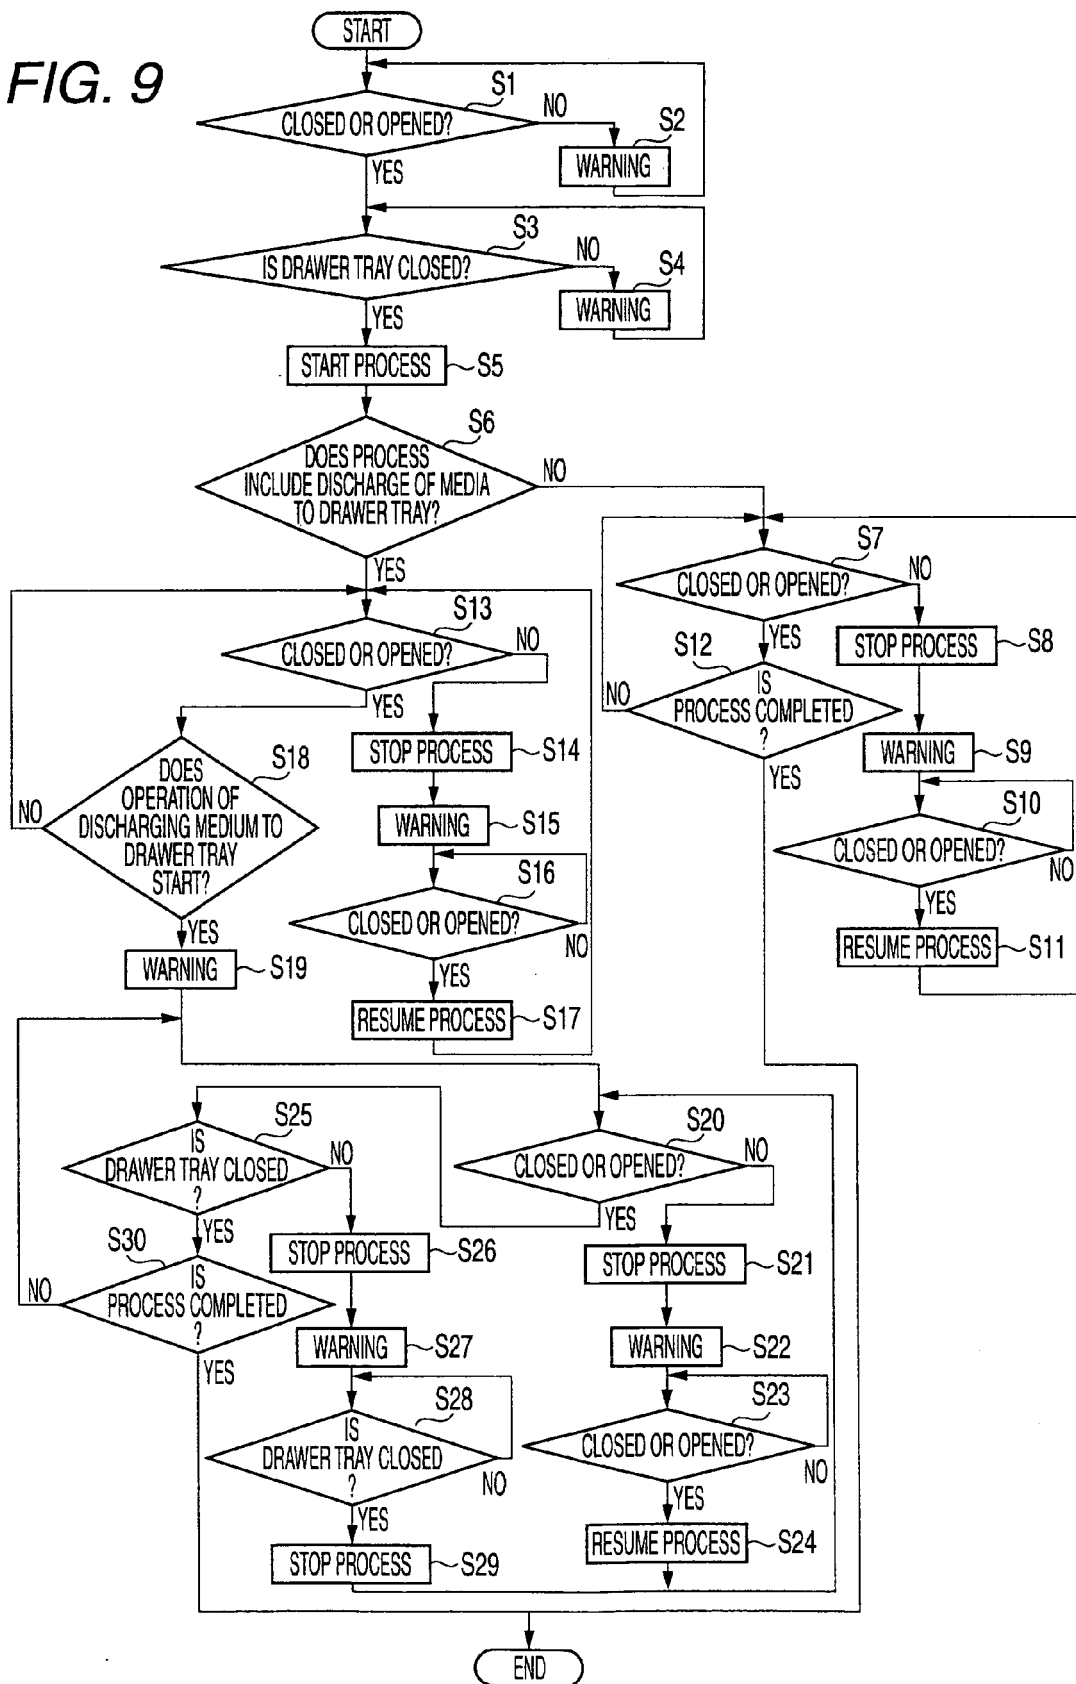 FIG. 9
START
S1
CLOSED OR OPENED?
NO
S2
WARNING
YES
S3
IS DRAWER TRAY CLOSED?
NO
S4
WARNING
YES
START PROCESS
S5
S6
DOES PROCESS
INCLUDE DISCHARGE OF MEDIA
TO DRAWER TRAY?
NO
YES
S7
CLOSED OR OPENED?
NO
YES
STOP PROCESS
S8
S12
IS
PROCESS COMPLETED
?
NO
YES
WARNING
S9
S10
CLOSED OR OPENED?
NO
YES
RESUME PROCESS
S11
S13
CLOSED OR OPENED?
NO
YES
STOP PROCESS
S14
WARNING
S15
S16
CLOSED OR OPENED?
NO
YES
RESUME PROCESS
S17
S18
DOES
OPERATION OF
DISCHARGING MEDIUM TO
DRAWER TRAY
START?
NO
YES
WARNING
S19
S20
CLOSED OR OPENED?
NO
YES
STOP PROCESS
S21
WARNING
S22
S23
CLOSED OR OPENED?
NO
YES
RESUME PROCESS
S24
S25
IS
DRAWER TRAY CLOSED
?
NO
YES
STOP PROCESS
S26
WARNING
S27
S28
IS
DRAWER TRAY CLOSED
?
NO
YES
STOP PROCESS
S29
S30
IS
PROCESS COMPLETED
?
NO
YES
END